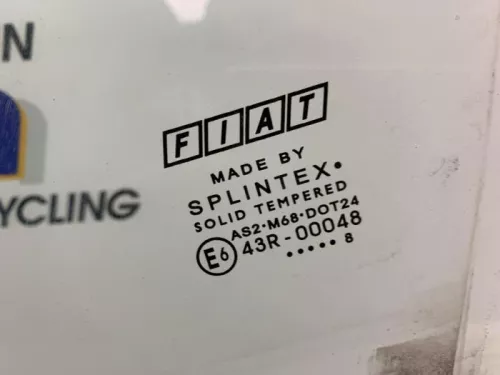 N
YCLING
FIAT
MADE BY
SPLINTEX•
SOLID TEMPERED
AS2•M68•DOT24
E6 43R-00048
•••••8